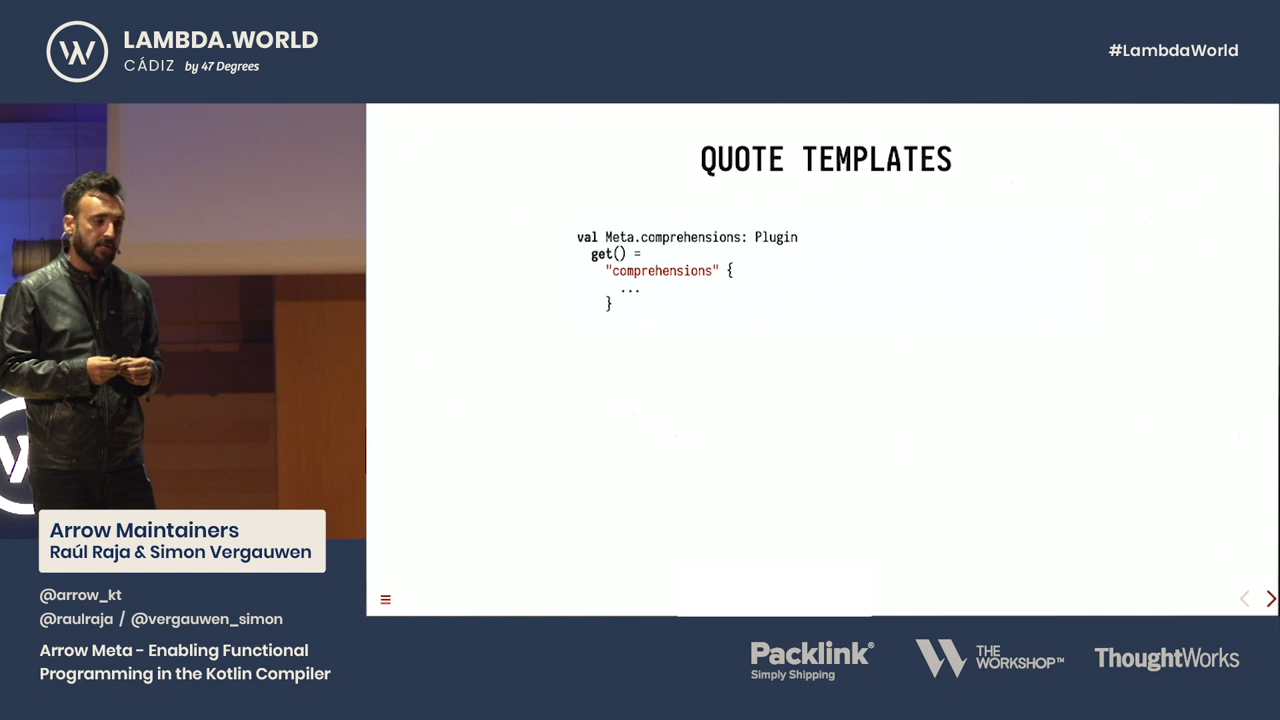 LAMBDA.WORLD
CÁDIZ by 47 Degrees
#LambdaWorld
QUOTE TEMPLATES
val Meta.comprehensions: Plugin
get() =
"comprehensions" {
...
}
Arrow Maintainers
Raúl Raja & Simon Vergauwen
@arrow_kt
@raulraja / @vergauwen_simon
Arrow Meta - Enabling Functional
Programming in the Kotlin Compiler
Packlink®
Simply Shipping
THE
WORKSHOP™
ThoughtWorks